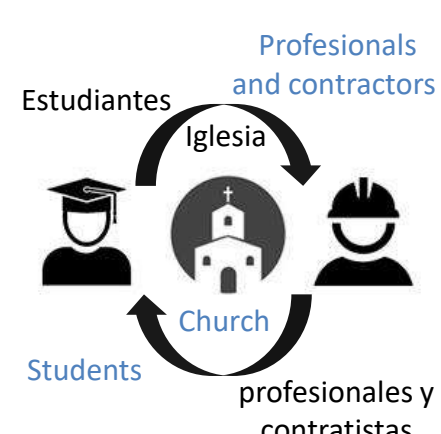 Profesionals
and contractors
Estudiantes
Iglesia
Church
Students
profesionales y
contratistas